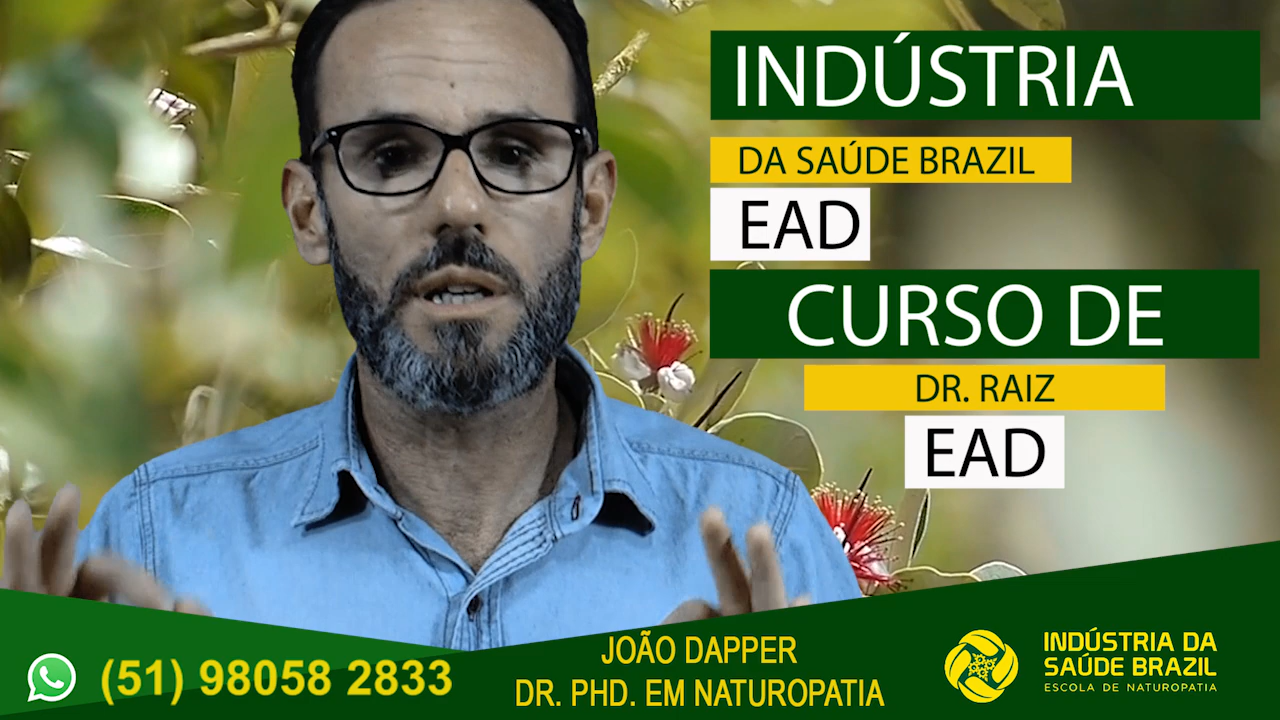 INDÚSTRIA
DA SAÚDE BRAZIL
EAD
CURSO DE
DR. RAIZ
EAD
(51) 98058 2833
JOÃO DAPPER
DR. PHD. EM NATUROPATIA
INDÚSTRIA DA
SAÚDE BRAZIL
ESCOLA DE NATUROPATIA